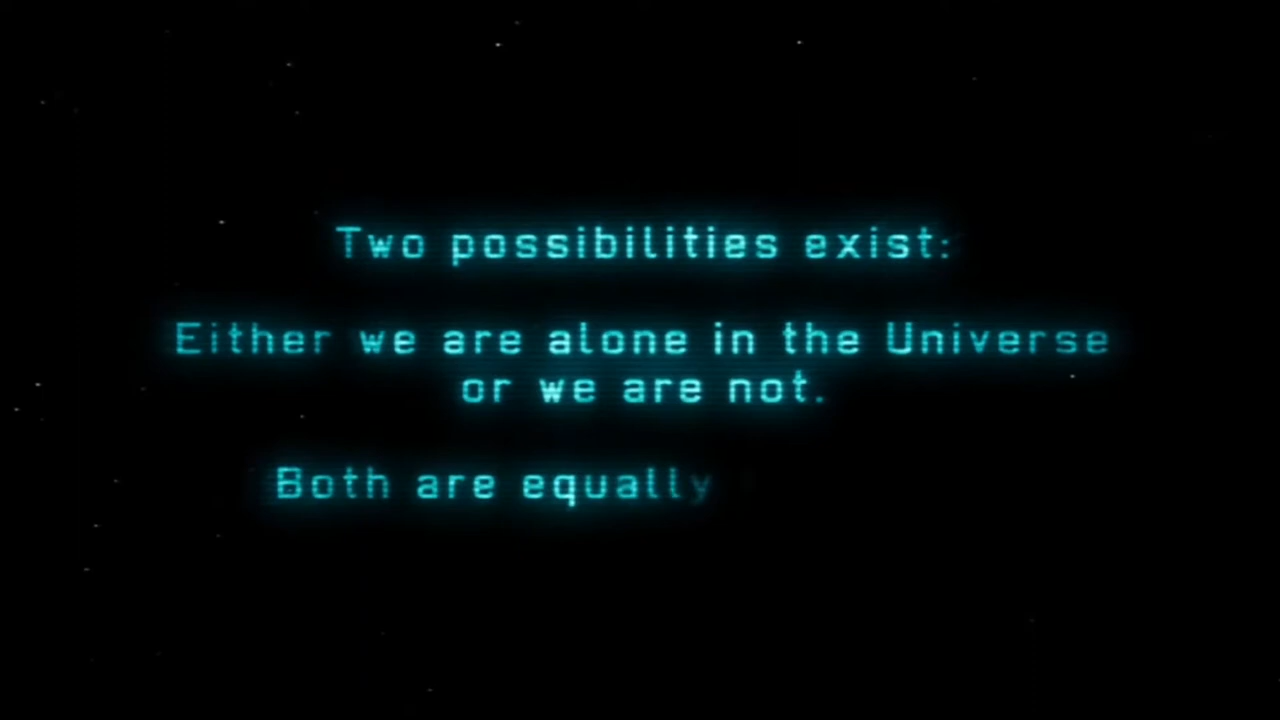 Two possibilities exist:
Either we are alone in the Universe
or we are not.
Both are equally